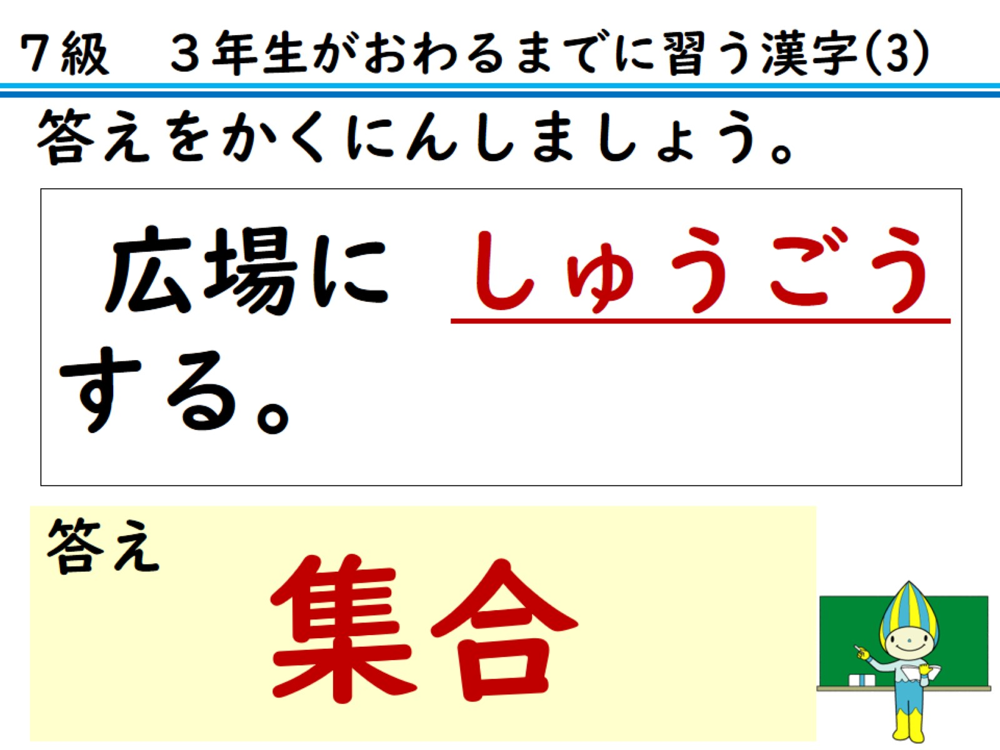 ７級　３年生がおわるまでに習う漢字(3)
答えをかくにんしましょう。
広場に しゅうごう
する。
答え
集合